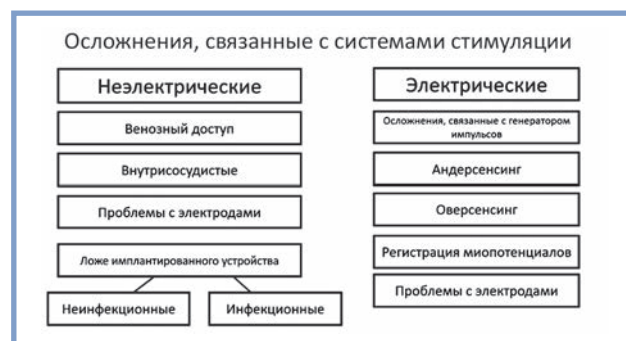 Осложнения, связанные с системами стимуляции
Неэлектрические
Венозный доступ
Внутрисосудистые
Проблемы с электродами
Ложе имплантированного устройства
Неинфекционные
Инфекционные
Электрические
Осложнения, связанные с генератором
импульсов
Андерсенсинг
Оверсенсинг
Регистрация миопотенциалов
Проблемы с электродами